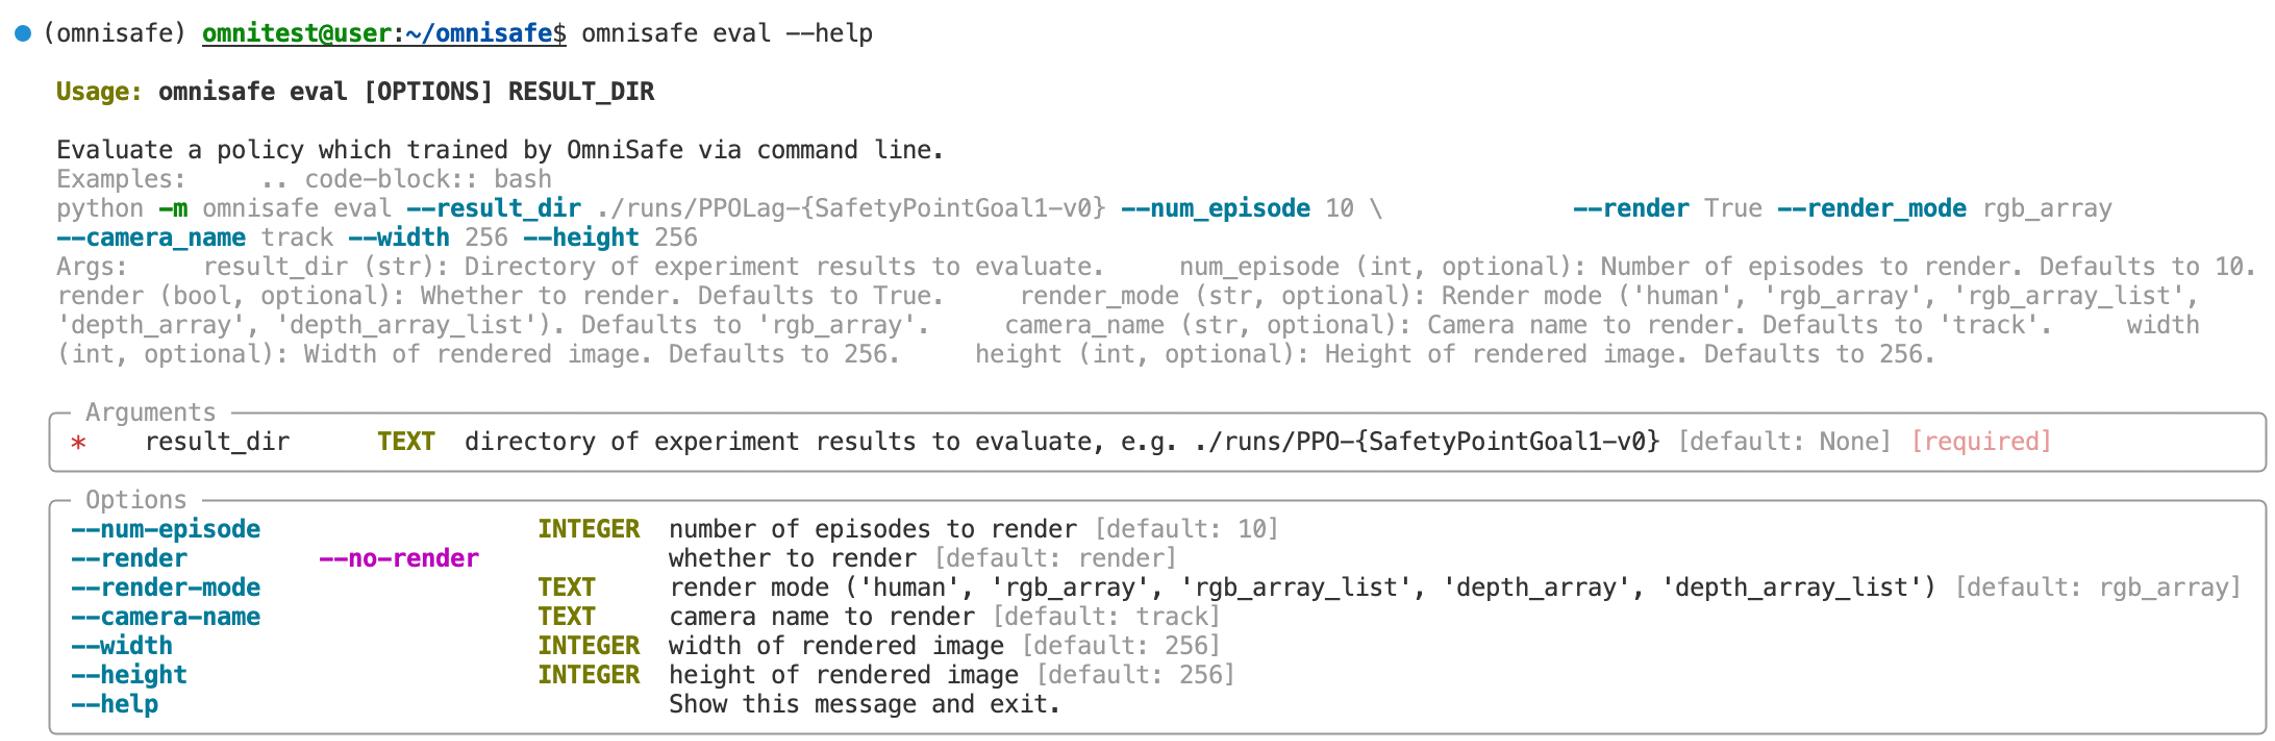 (omnisafe) omnitest@user:~/omnisafe$ omnisafe eval --help
Usage: omnisafe eval [OPTIONS] RESULT_DIR
Evaluate a policy which trained by OmniSafe via command line.
Examples:     .. code-block:: bash
python -m omnisafe eval --result_dir ./runs/PPOLag-{SafetyPointGoal1-v0} --num_episode 10 \             --render True --render_mode rgb_array
--camera_name track --width 256 --height 256
Args:     result_dir (str): Directory of experiment results to evaluate.     num_episode (int, optional): Number of episodes to render. Defaults to 10.
render (bool, optional): Whether to render. Defaults to True.     render_mode (str, optional): Render mode ('human', 'rgb_array', 'rgb_array_list',
'depth_array', 'depth_array_list'). Defaults to 'rgb_array'.     camera_name (str, optional): Camera name to render. Defaults to 'track'.     width
(int, optional): Width of rendered image. Defaults to 256.     height (int, optional): Height of rendered image. Defaults to 256.
Arguments
*    result_dir      TEXT  directory of experiment results to evaluate, e.g. ./runs/PPO-{SafetyPointGoal1-v0} [default: None] [required]
Options
--num-episode                   INTEGER  number of episodes to render [default: 10]
--render         --no-render             whether to render [default: render]
--render-mode                   TEXT     render mode ('human', 'rgb_array', 'rgb_array_list', 'depth_array', 'depth_array_list') [default: rgb_array]
--camera-name                   TEXT     camera name to render [default: track]
--width                         INTEGER  width of rendered image [default: 256]
--height                        INTEGER  height of rendered image [default: 256]
--help                                   Show this message and exit.